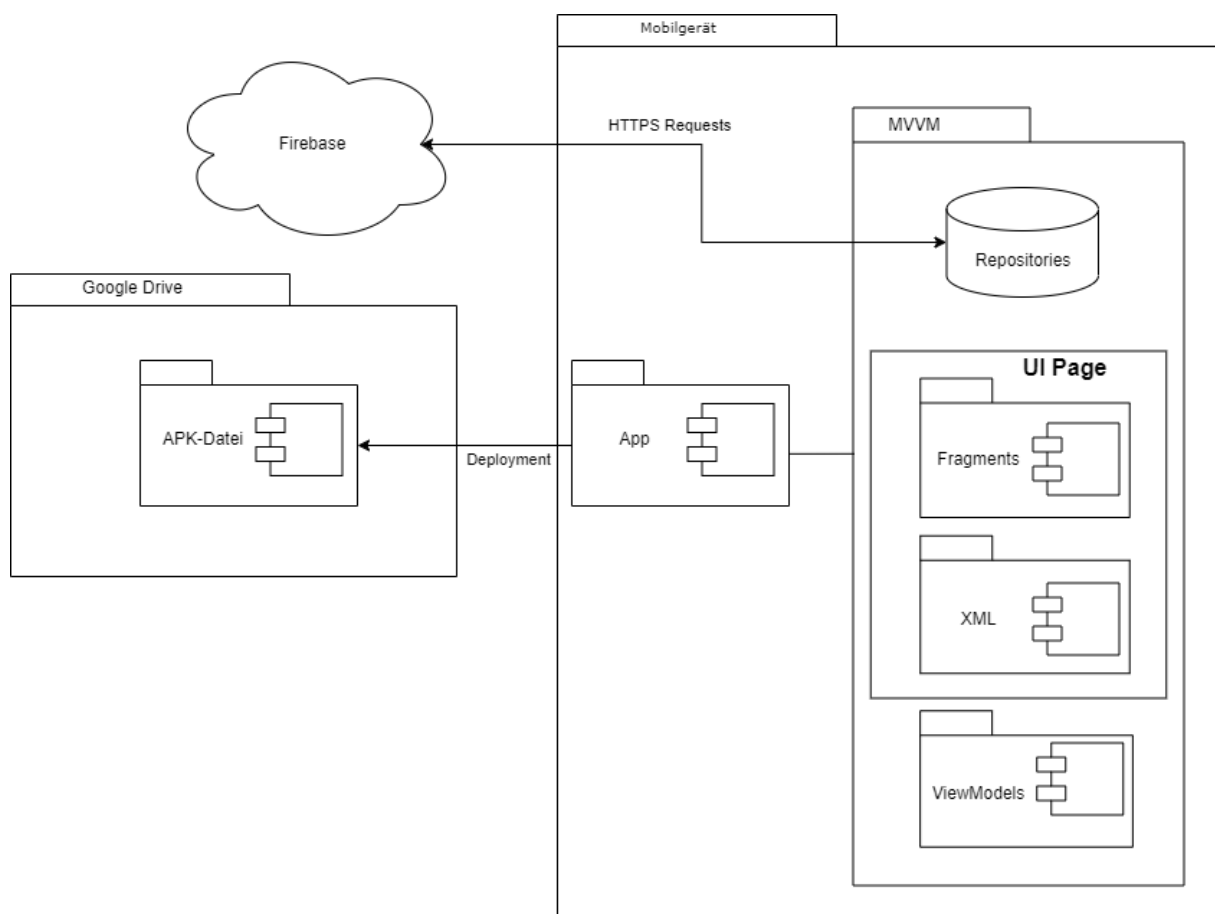 Mobilgerät
Firebase
HTTPS Requests
MVVM
Repositories
Google Drive
APK-Datei
Deployment
App
UI Page
Fragments
XML
ViewModels